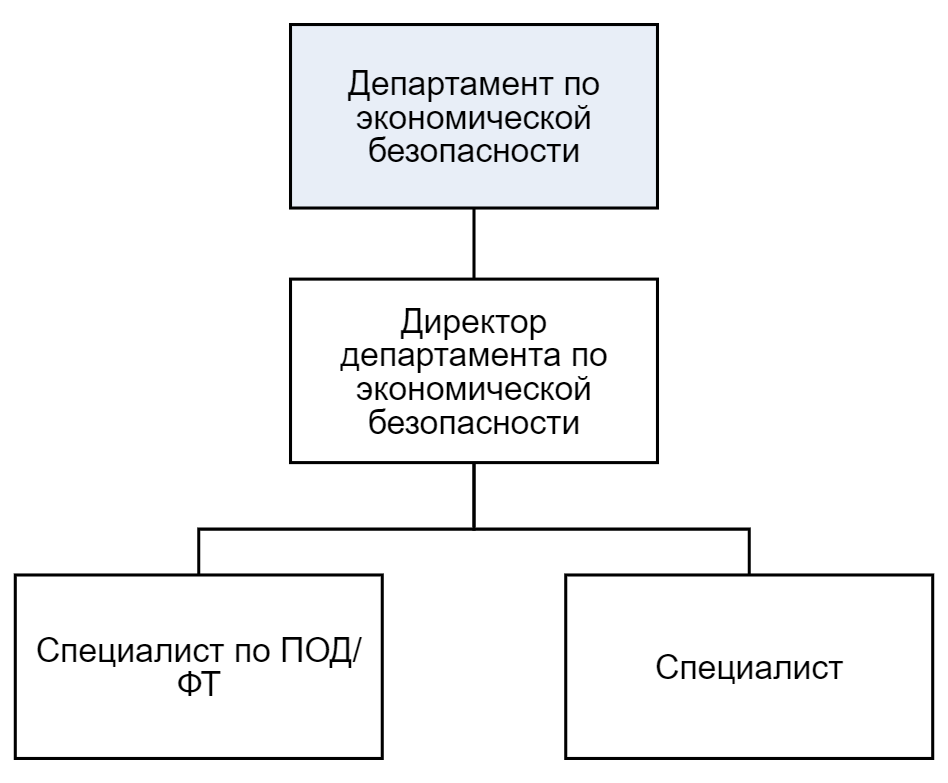 Департамент по
экономической
безопасности
Директор
департамента по
экономической
безопасности
Специалист по ПОД/
ФТ
Специалист